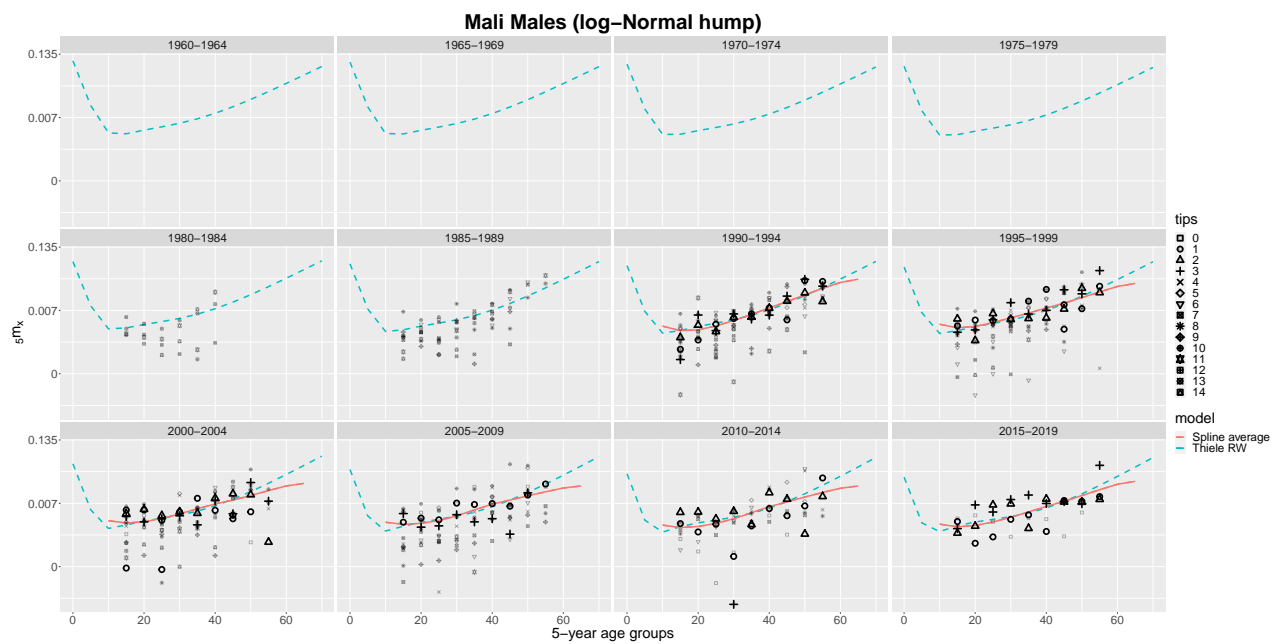 Mali Males (log−Normal hump)
1960−1964 1965−1969 1970−1974 1975−1979
0.135
0.007
0
1980−1984 1985−1989 1990−1994 1995−1999
0.135
0.007
0
2000−2004 2005−2009 2010−2014 2015−2019
0.135
0.007
0
0 20 40 60 0 20 40 60 0 20 40 60 0 20 40 60
5−year age groups
5mx
tips
0
1
2
3
4
5
6
7
8
9
10
11
12
13
14
model
Spline average
Thiele RW